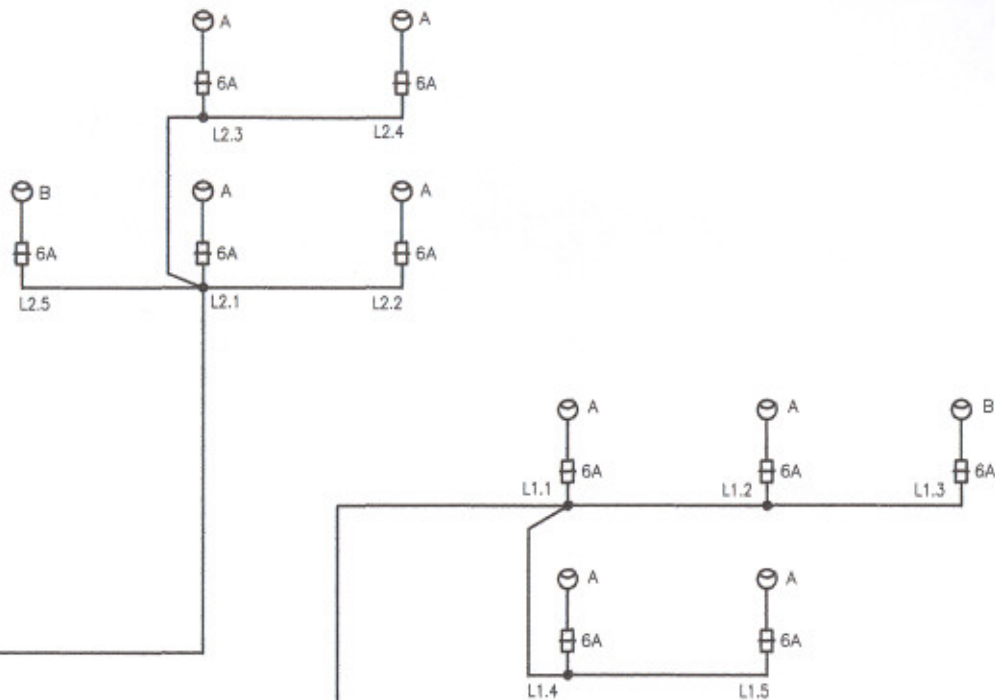 A A
6A 6A
L2.3 L2.4
B A A
6A 6A 6A
L2.5 L2.1 L2.2
A A B
6A 6A 6A
L1.1 L1.2 L1.3
A A
6A 6A
L1.4 L1.5